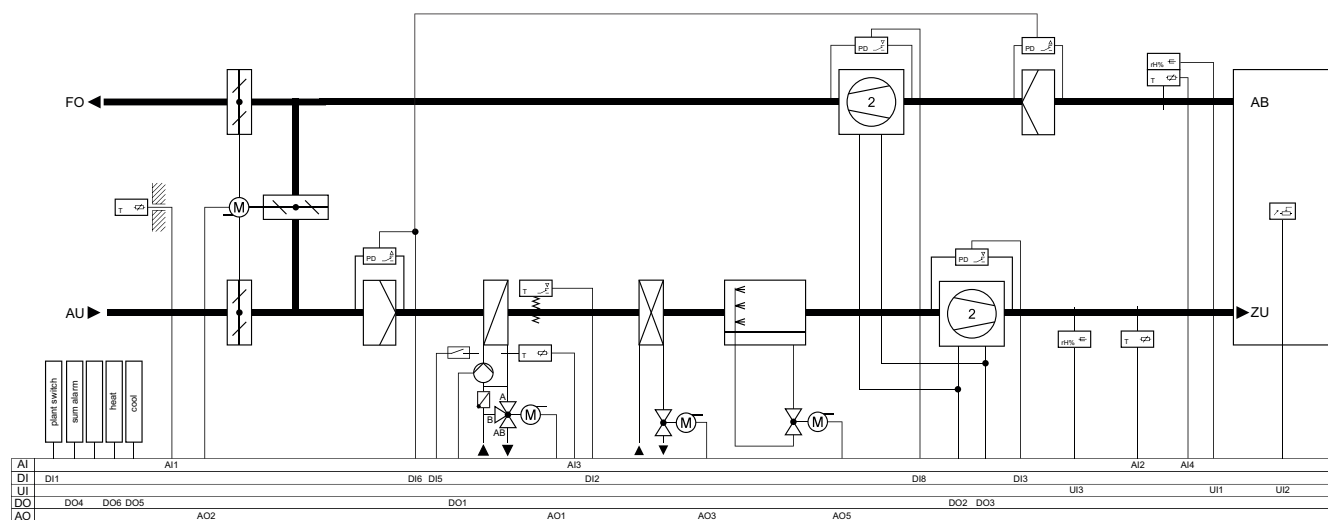 PD
PD
rH%
T
FO
2
AB
T
M
PD
PD
T
AU
2
ZU
rH%
T
T
plant switch
sum alarm
heat
cool
A
B
M
AB
M
M
AI AI1 AI3 AI2 AI4
DI DI1 DI6 DI5 DI2 DI8 DI3
UI UI3 UI1 UI2
DO DO4 DO6 DO5 DO1 DO2 DO3
AO AO2 AO1 AO3 AO5